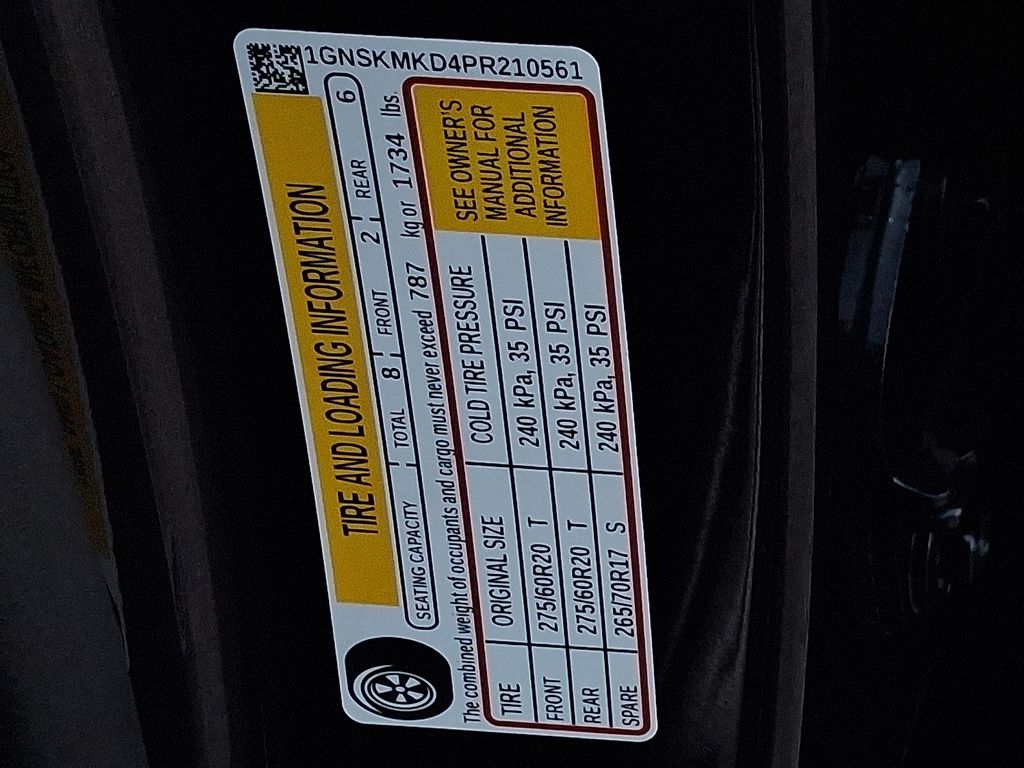 1GNSKMKD4PR210561
TIRE AND LOADING INFORMATION
SEATING CAPACITY TOTAL 8 FRONT 2 REAR 6
The combined weight of occupants and cargo must never exceed 787 kg or 1734 lbs.
TIRE ORIGINAL SIZE COLD TIRE PRESSURE
FRONT 275/60R20 T 240 kPa, 35 PSI
REAR 275/60R20 T 240 kPa, 35 PSI
SPARE 265/70R17 S 240 kPa, 35 PSI
SEE OWNER'S
MANUAL FOR
ADDITIONAL
INFORMATION